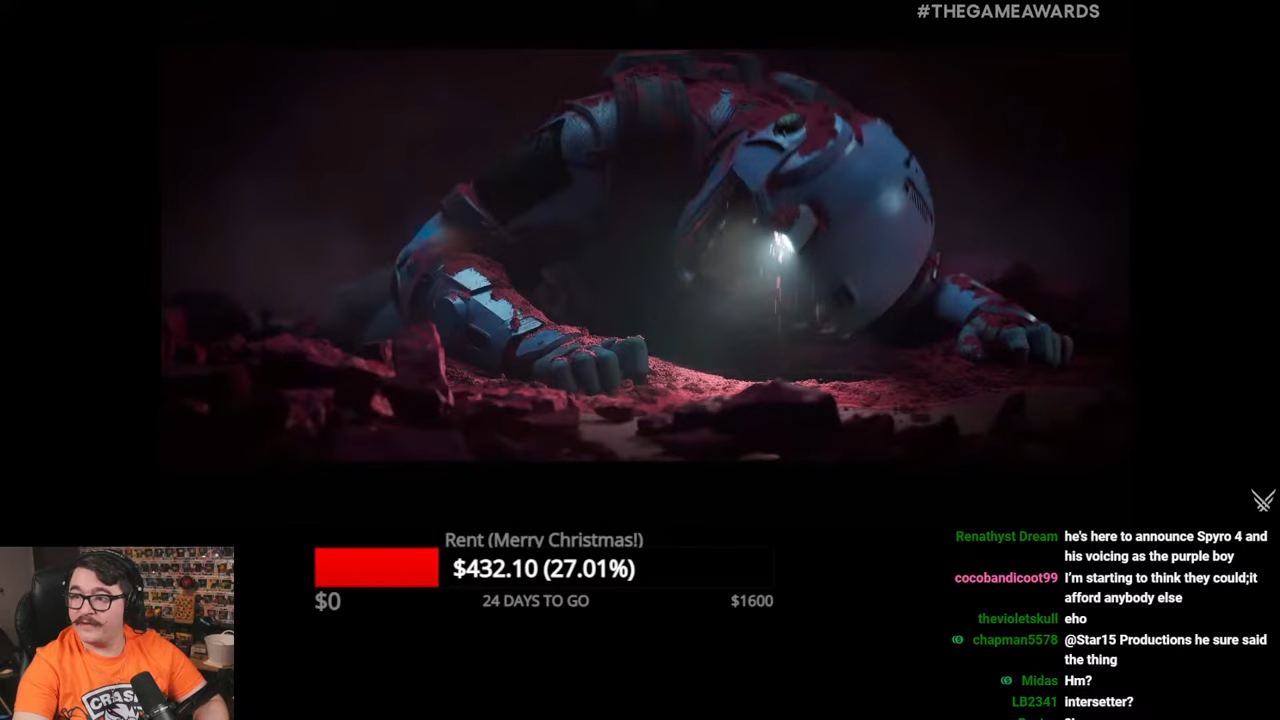 #THEGAMEAWARDS
Rent (Merry Christmas!)
$432.10 (27.01%)
$0
24 DAYS TO GO
$1600
Renathyst Dream he's here to announce Spyro 4 and
his voicing as the purple boy
cocobandicoot99 I'm starting to think they could;it
afford anybody else
thevioletskull eho
chapman5578 @Star15 Productions he sure said
the thing
Midas Hm?
LB2341 intersetter?
CRASH